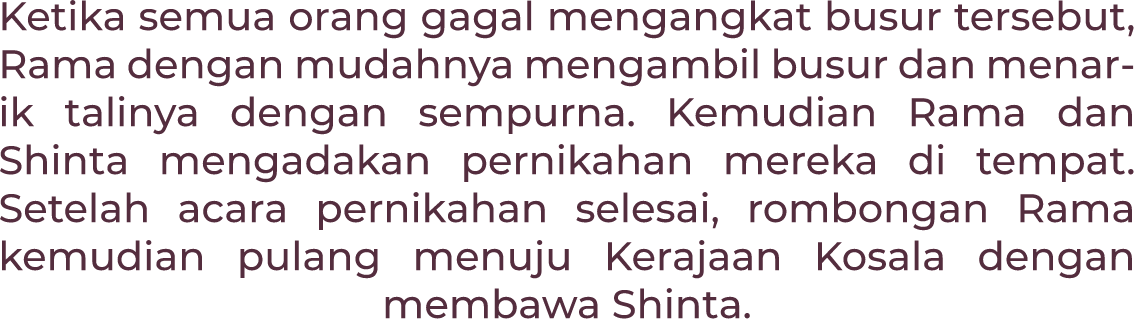 Ketika semua orang gagal mengangkat busur tersebut,
Rama dengan mudahnya mengambil busur dan menar-
ik talinya dengan sempurna. Kemudian Rama dan
Shinta mengadakan pernikahan mereka di tempat.
Setelah acara pernikahan selesai, rombongan Rama
kemudian pulang menuju Kerajaan Kosala dengan
membawa Shinta.